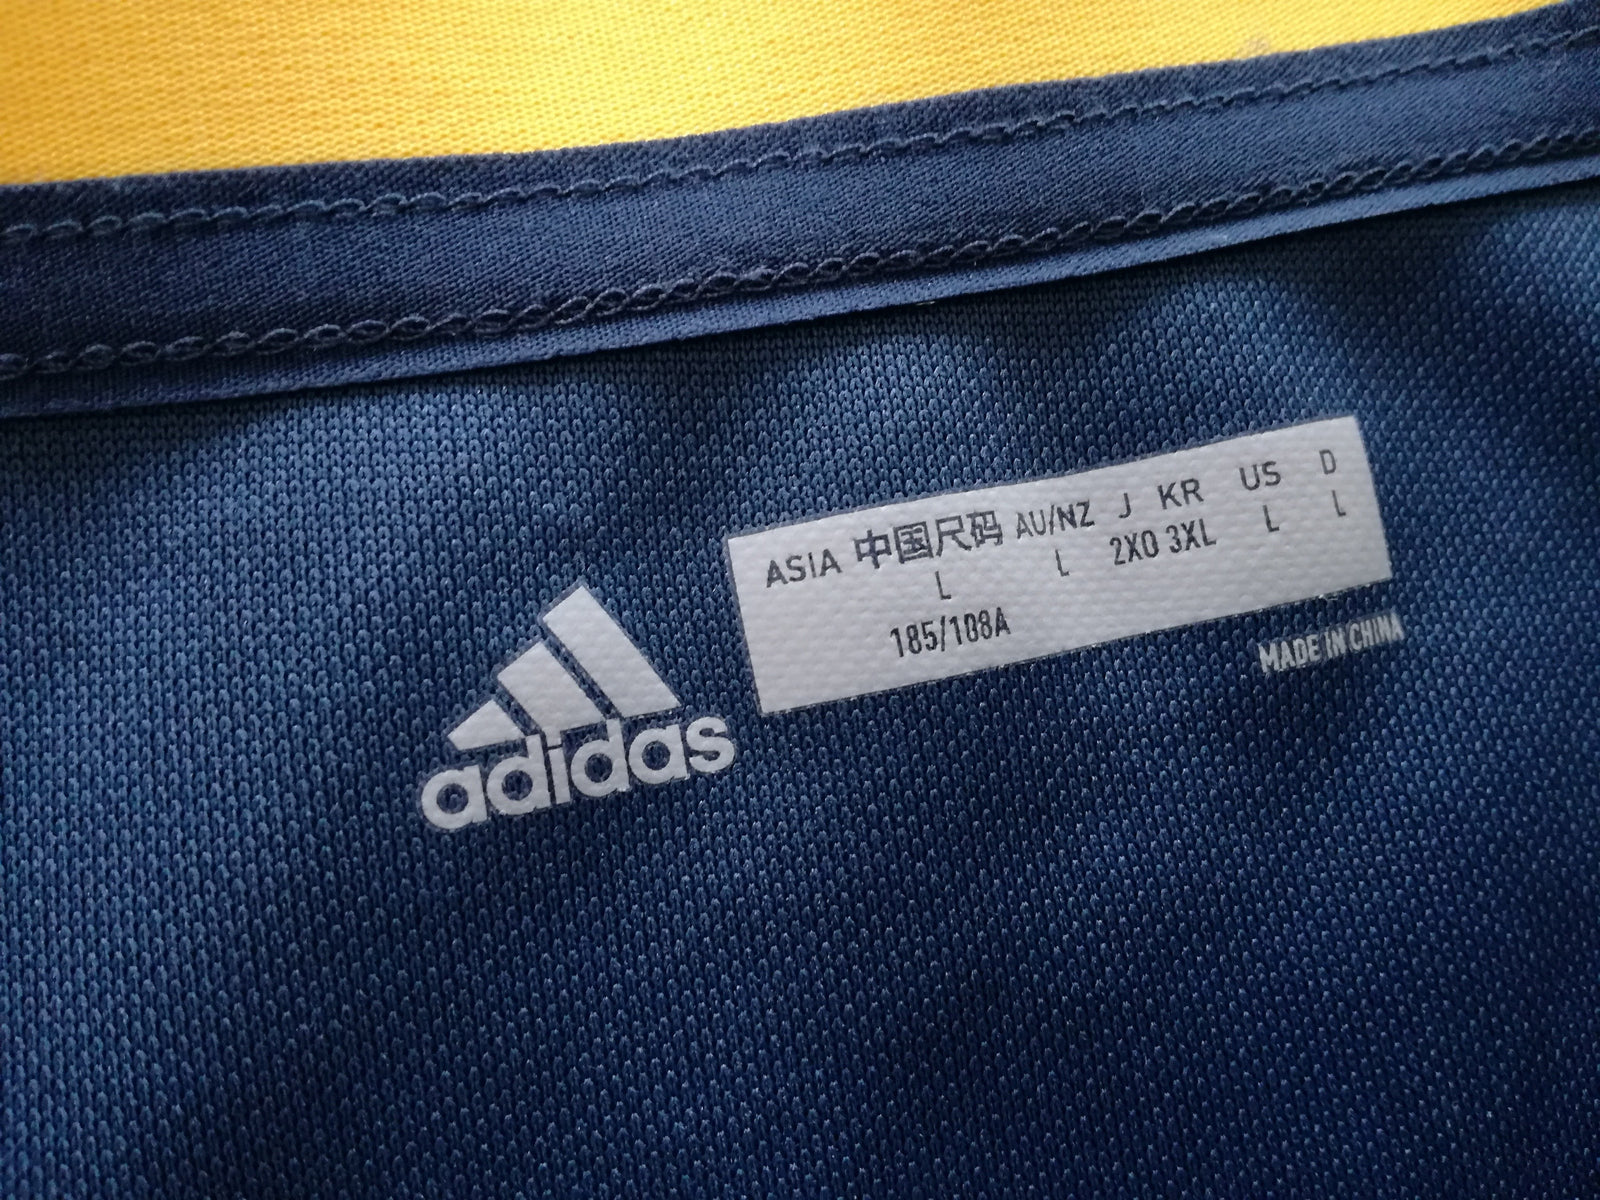 adidas
ASIA 中国尺码 AU/NZ J KR US D
L L 2XO 3XL L L
185/108A
MADE IN CHINA